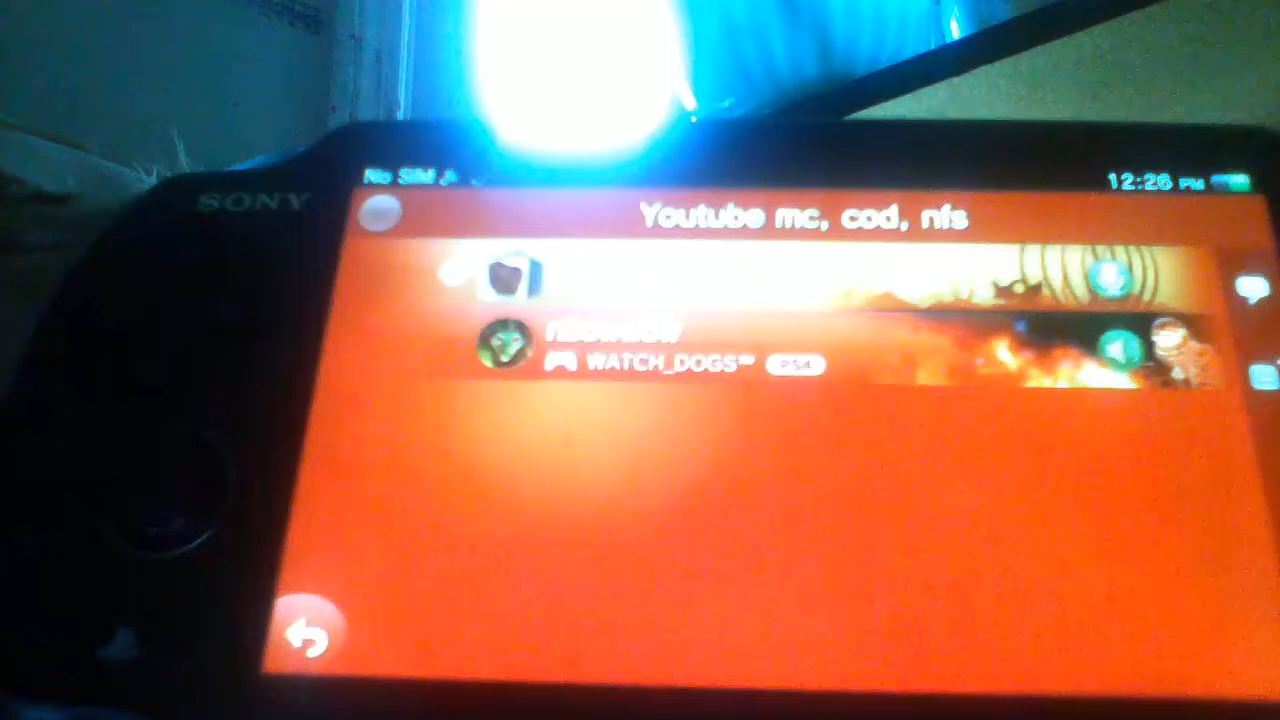 No SIM
12:26 PM
SONY
Youtube mc, cod, nfs
WATCH_DOGS™ PS4